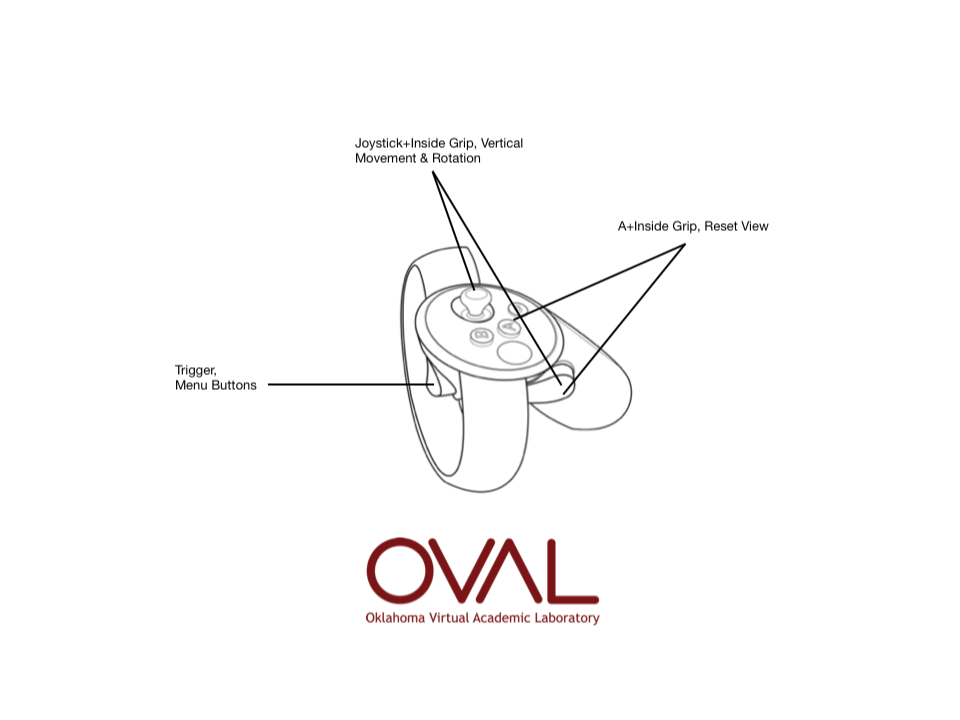 Joystick+Inside Grip, Vertical
Movement & Rotation
A+Inside Grip, Reset View
A
B
Trigger,
Menu Buttons
OVAL
Oklahoma Virtual Academic Laboratory